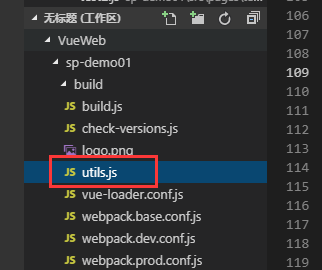 无标题 (工作区)
VueWeb
sp-demo01
build
JS build.js
JS check-versions.js
logo.png
JS utils.js
JS vue-loader.conf.js
JS webpack.base.conf.js
JS webpack.dev.conf.js
JS webpack.prod.conf.js
106
107
108
109
110
111
112
113
114
115
116
117
118
119